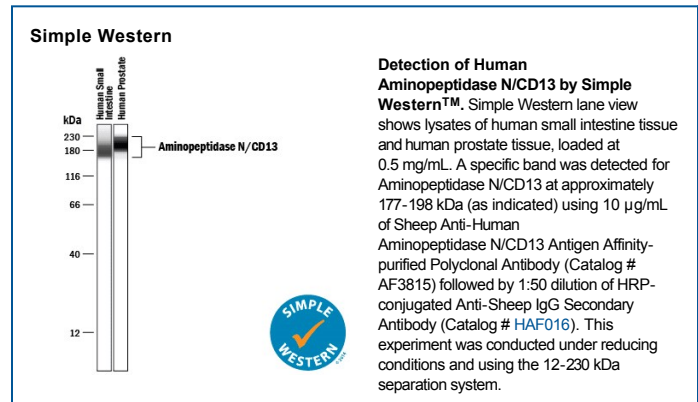 Simple Western
Human Small
Intestine
Human Prostate
kDa
230
180
116
66
40
12
Aminopeptidase N/CD13
SIMPLE
WESTERN
Detection of Human
Aminopeptidase N/CD13 by Simple
Western™. Simple Western lane view
shows lysates of human small intestine tissue
and human prostate tissue, loaded at
0.5 mg/mL. A specific band was detected for
Aminopeptidase N/CD13 at approximately
177-198 kDa (as indicated) using 10 µg/mL
of Sheep Anti-Human
Aminopeptidase N/CD13 Antigen Affinity-
purified Polyclonal Antibody (Catalog #
AF3815) followed by 1:50 dilution of HRP-
conjugated Anti-Sheep IgG Secondary
Antibody (Catalog # HAF016). This
experiment was conducted under reducing
conditions and using the 12-230 kDa
separation system.